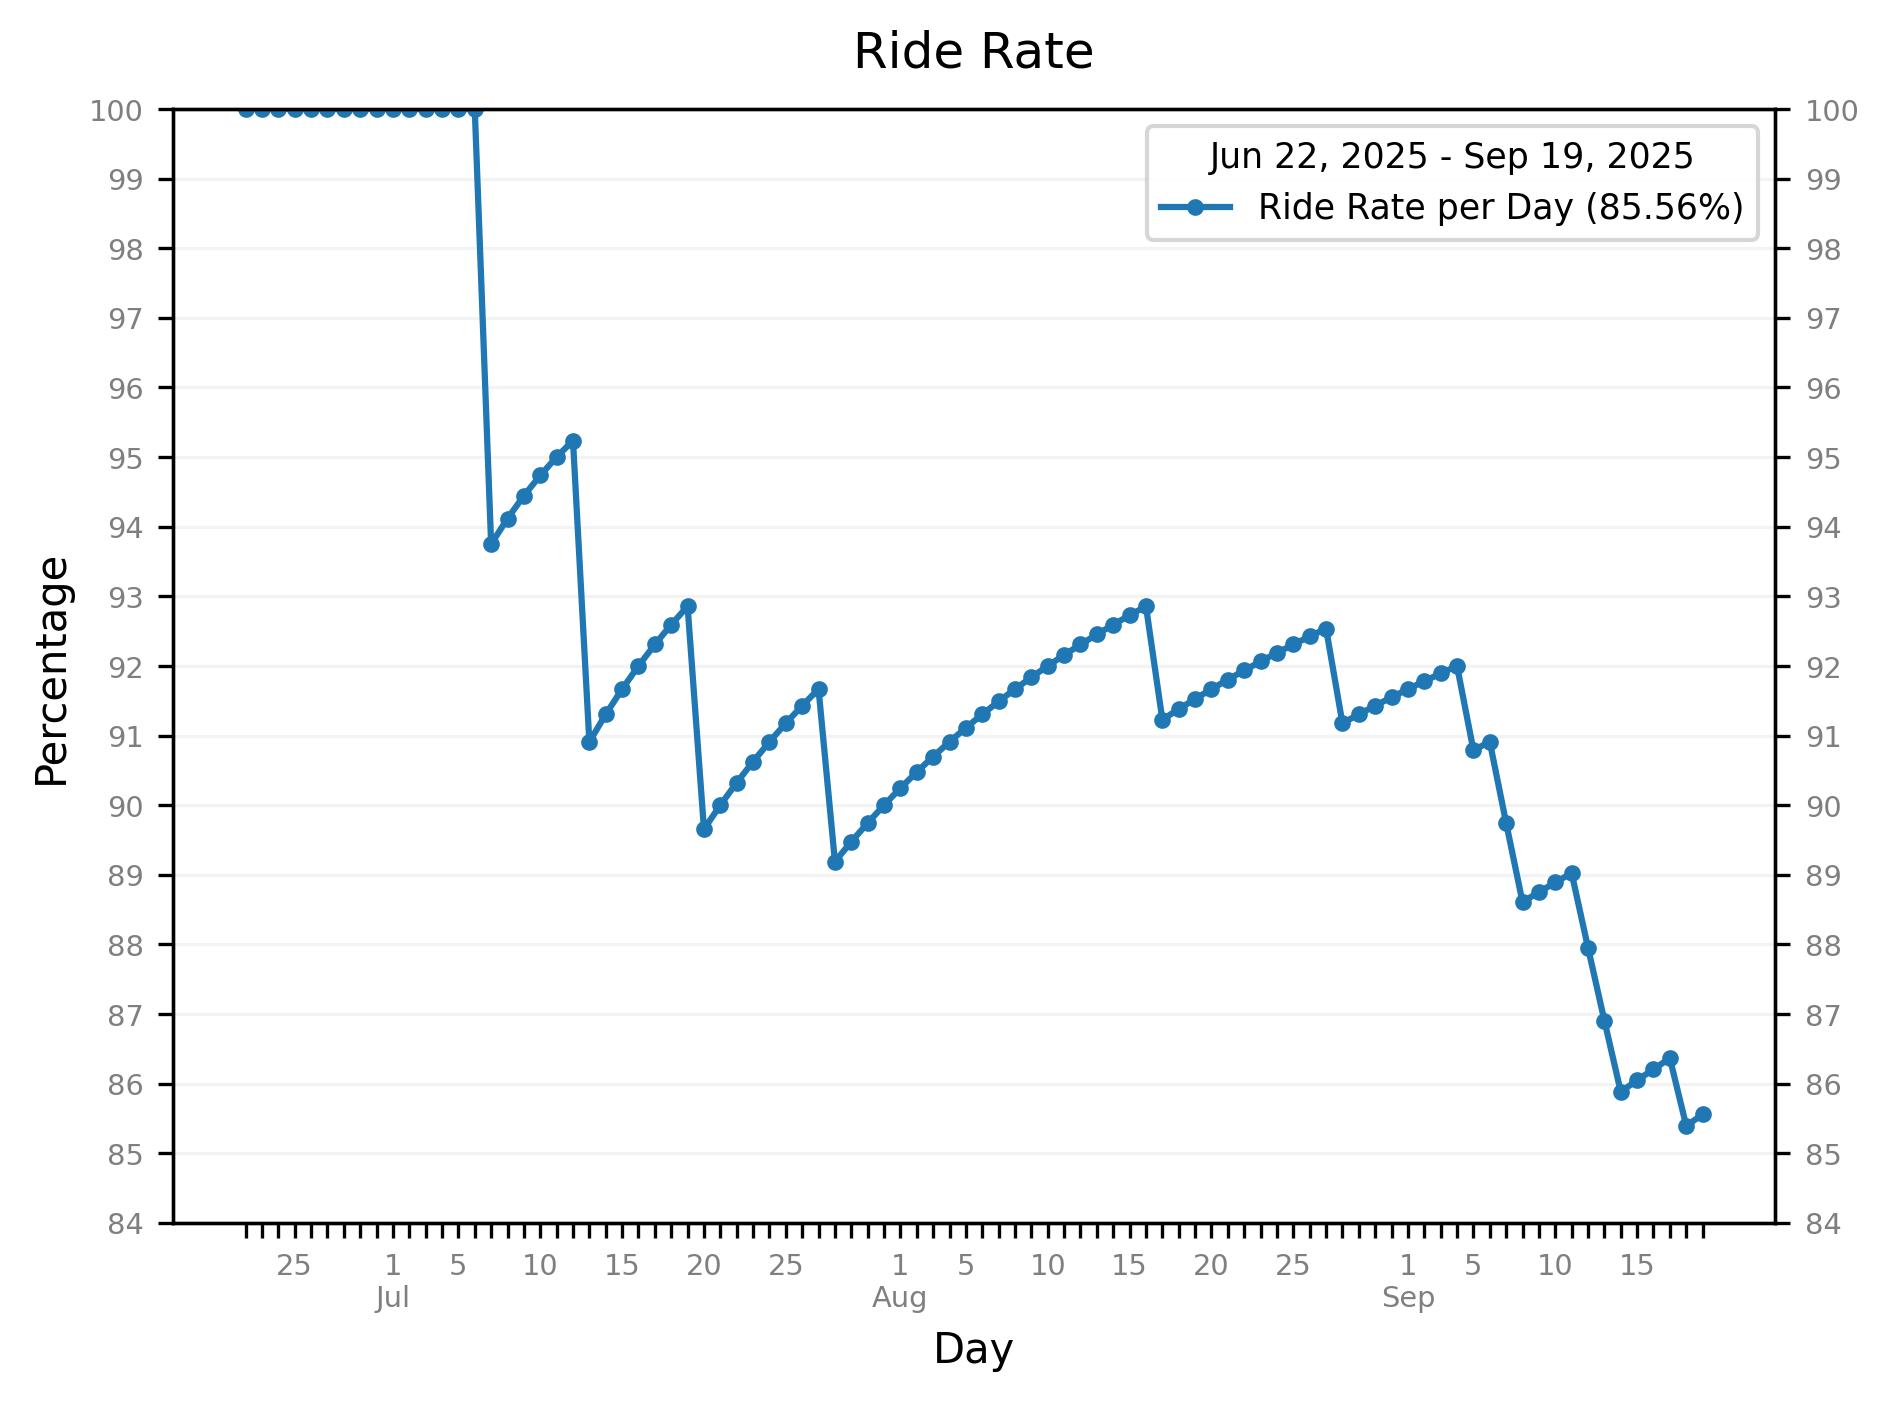 Ride Rate
100 100
99 99
98 98
97 97
96 96
95 95
94 94
93 93
92 92
91 91
90 90
89 89
88 88
87 87
86 86
85 85
84 84
Jun 22, 2025 - Sep 19, 2025
Ride Rate per Day (85.56%)
Percentage
25 1 5 10 15 20 25 1 5 10 15 20 25 1 5 10 15
Jul Aug Sep
Day